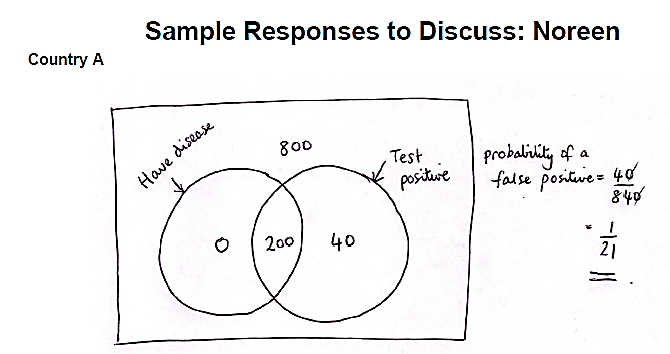 Sample Responses to Discuss: Noreen
Country A
Have disease
800
Test
positive
0
200
40
probability of a
false positive = 40/840
= 1/21